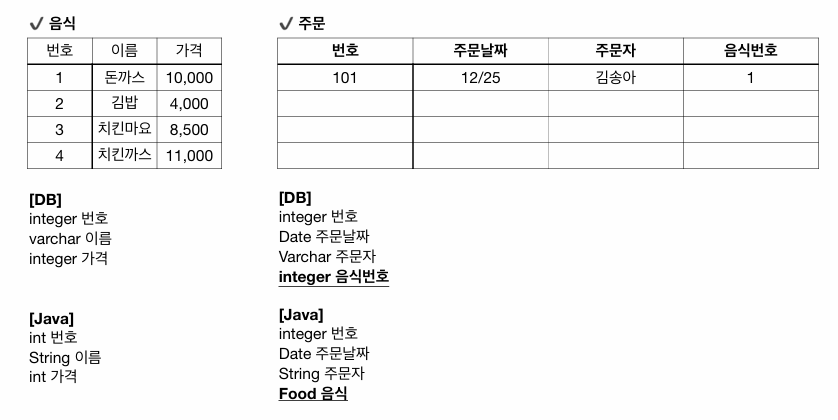 ✔ 음식
번호 이름 가격
1 돈까스 10,000
2 김밥 4,000
3 치킨마요 8,500
4 치킨까스 11,000
[DB]
integer 번호
varchar 이름
integer 가격
[Java]
int 번호
String 이름
int 가격
✔ 주문
번호 주문날짜 주문자 음식번호
101 12/25 김송아 1
[DB]
integer 번호
Date 주문날짜
Varchar 주문자
integer 음식번호
[Java]
integer 번호
Date 주문날짜
String 주문자
Food 음식